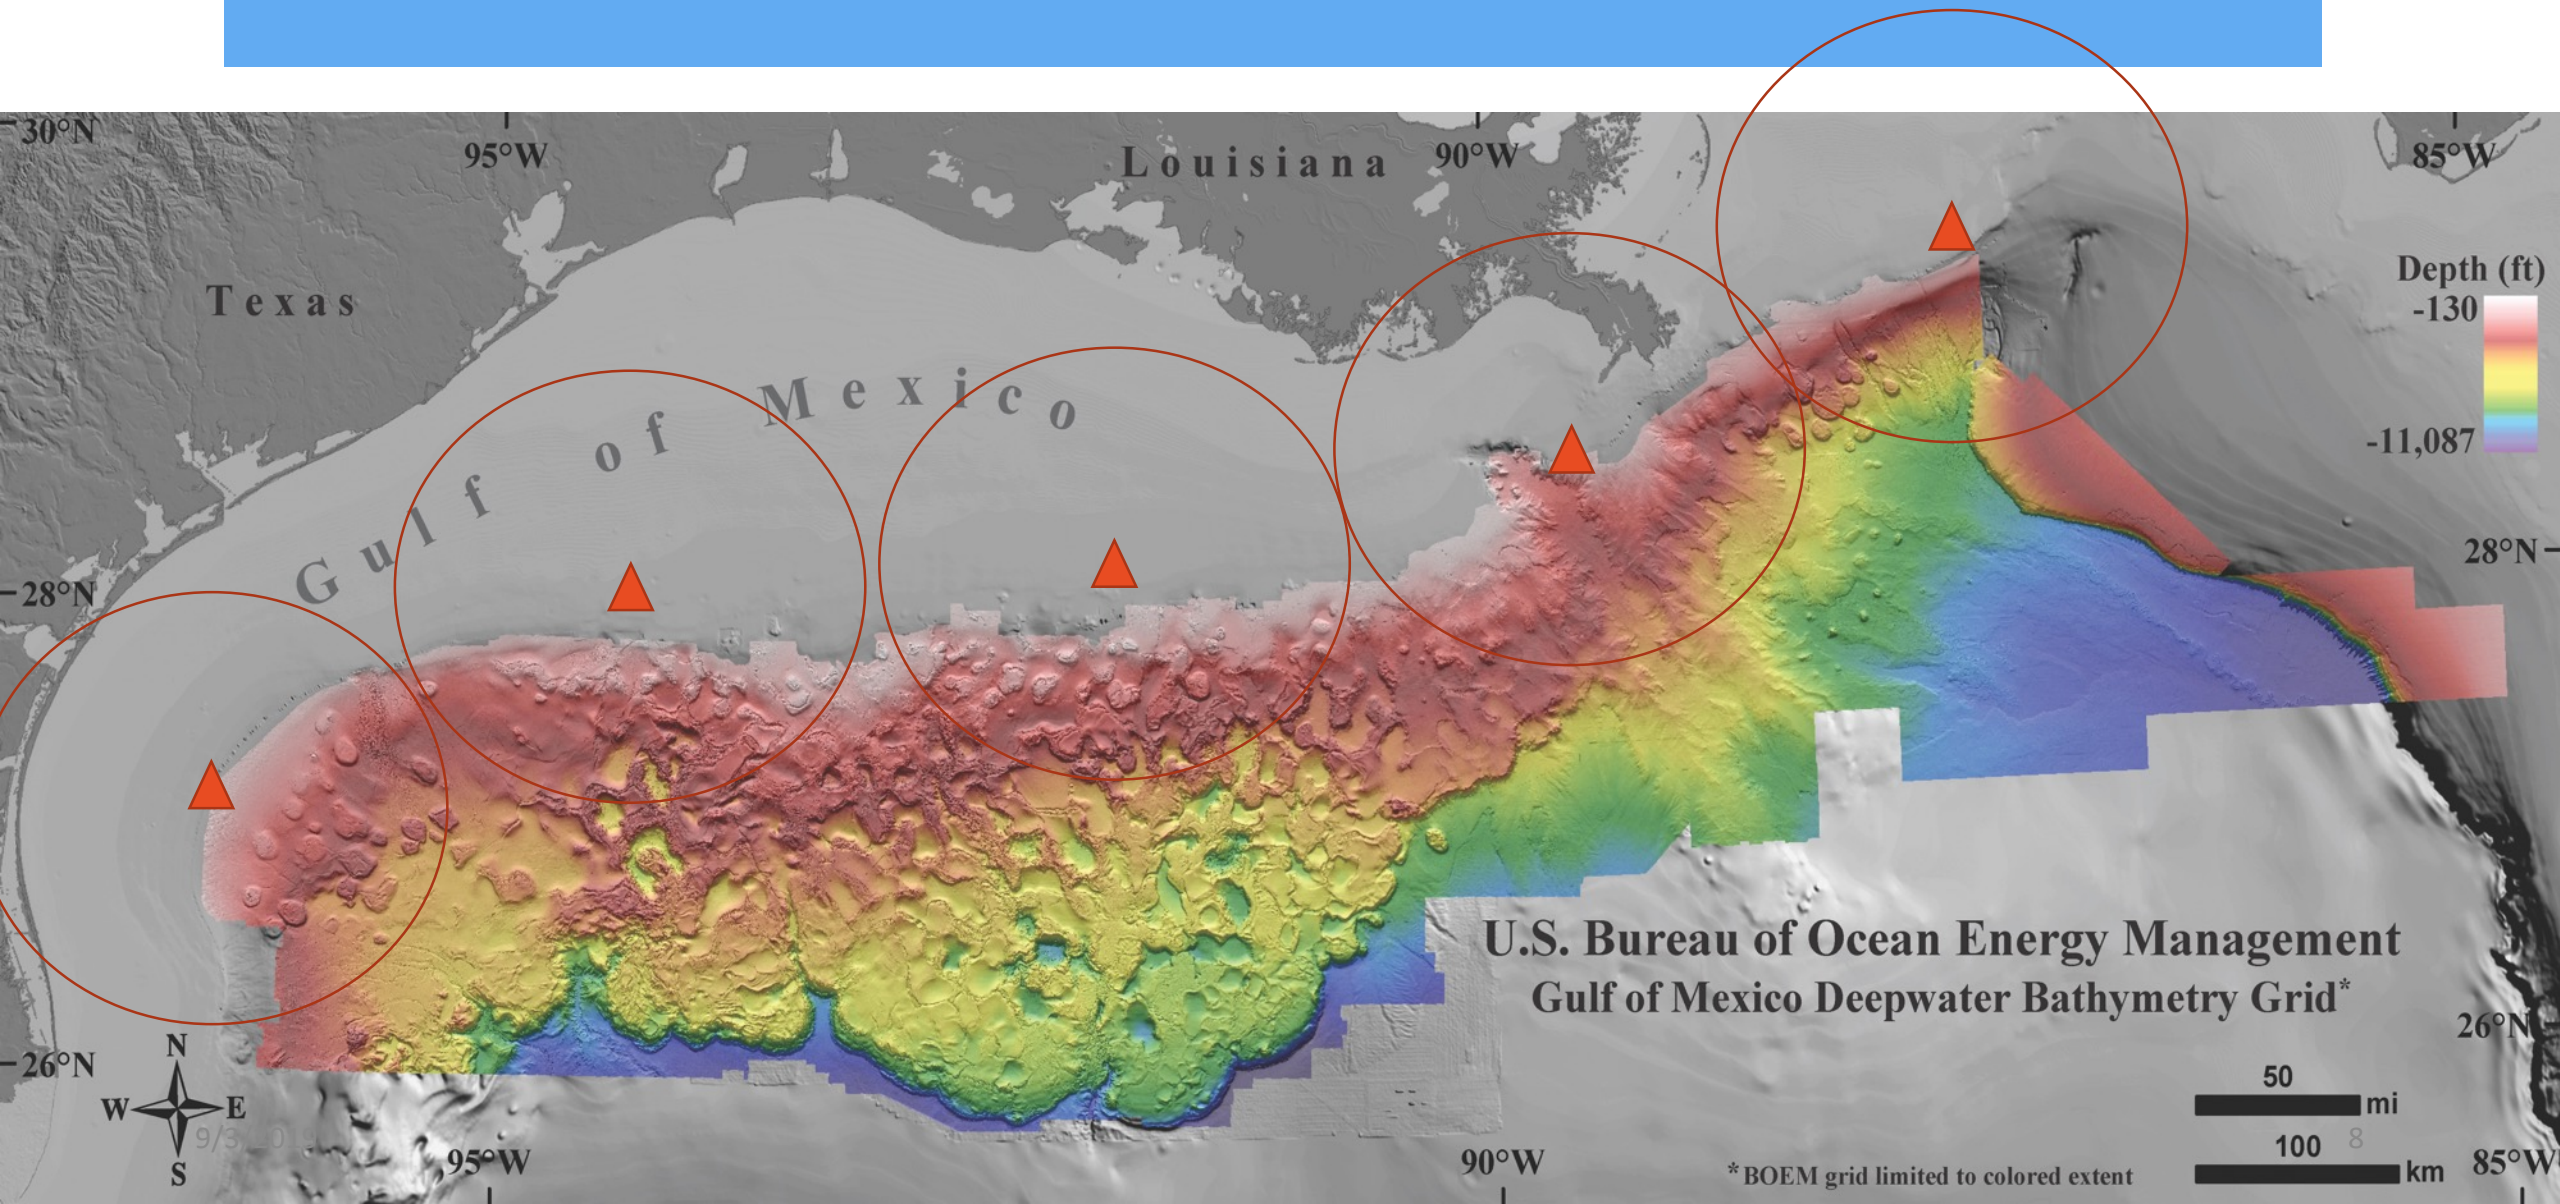 30°N
95°W
Louisiana
90°W
85°W
Texas
Depth (ft)
-130
-11,087
Gulf of Mexico
28°N
28°N
U.S. Bureau of Ocean Energy Management
Gulf of Mexico Deepwater Bathymetry Grid*
26°N
26°N
N
W E
S
50
mi
8
100
km
95°W
90°W
85°W
*BOEM grid limited to colored extent